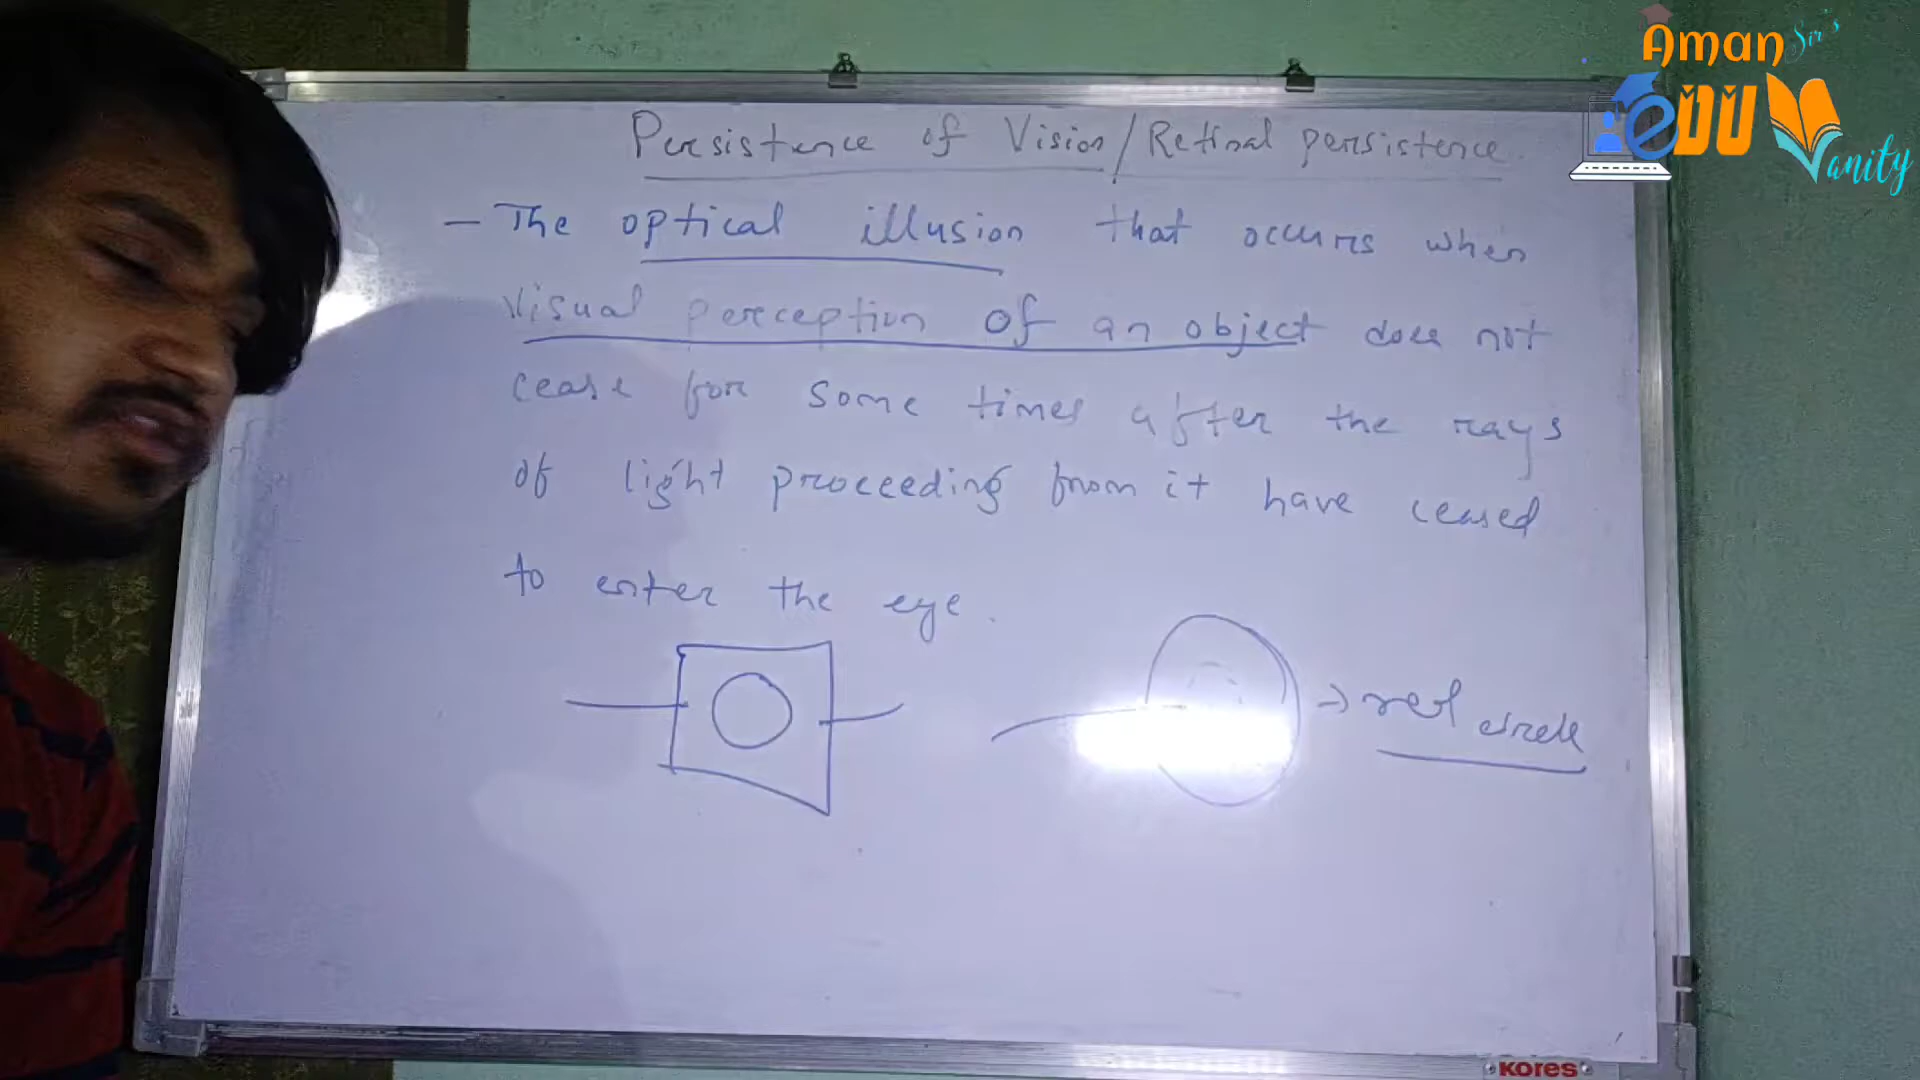 Persistence of Vision/Retinal persistence.
- The optical illusion that occurs when
visual perception of an object does not
cease for some times after the rays
of light proceeding from it have ceased
to enter the eye.
→ red circle
Aman Sir's
eDU Vanity
KORES